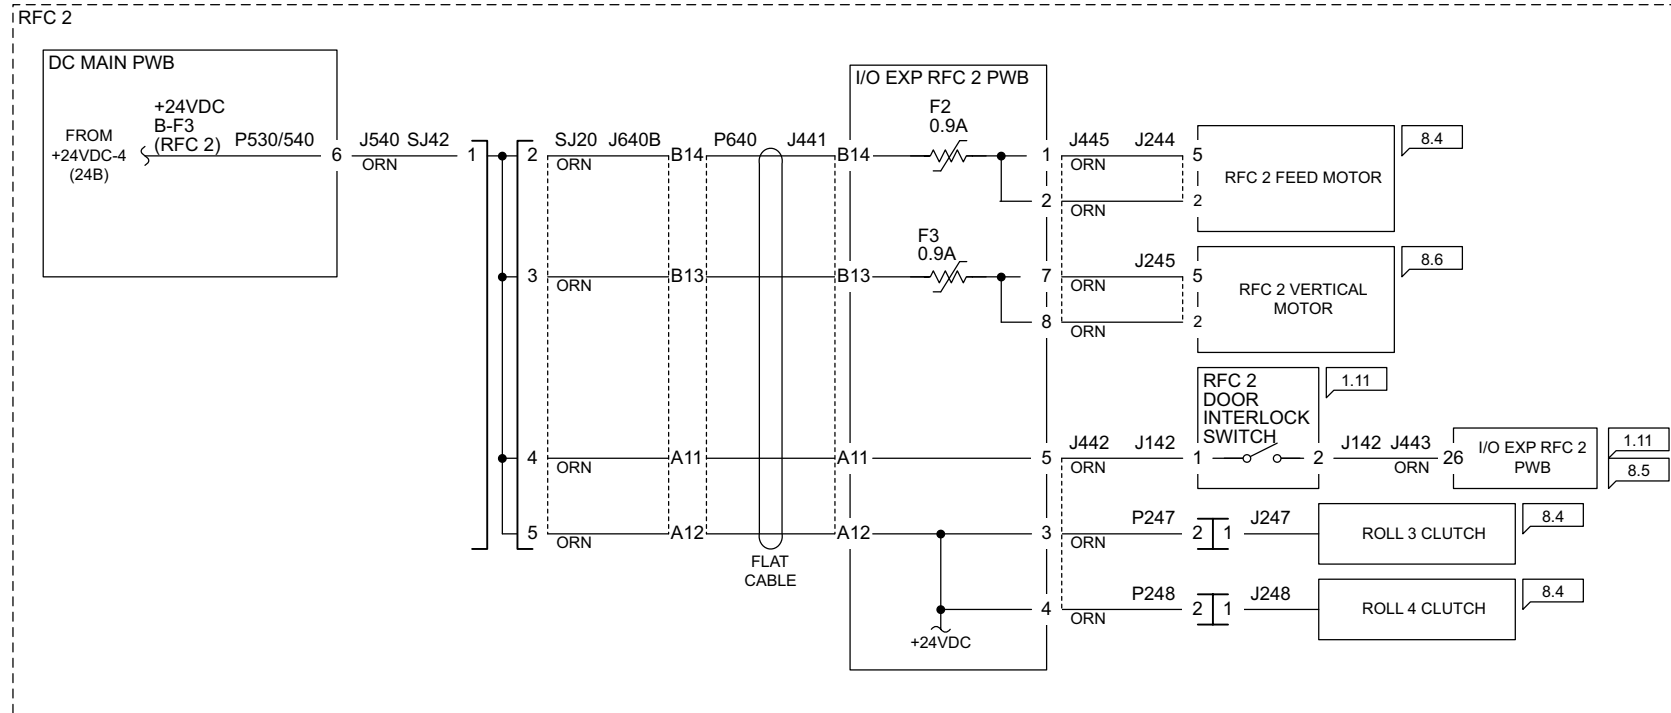 RFC 2
DC MAIN PWB
+24VDC
B-F3
(RFC 2)
FROM
+24VDC-4
(24B)
P530/540
6
J540 SJ42
ORN
1
2
SJ20 J640B
ORN
B14
P640
J441
B14
I/O EXP RFC 2 PWB
F2
0.9A
1
J445
J244
ORN
5
RFC 2 FEED MOTOR
8.4
2
ORN
2
3
ORN
B13
B13
F3
0.9A
7
J245
ORN
5
RFC 2 VERTICAL
MOTOR
8.6
8
ORN
2
4
ORN
A11
A11
5
J442
J142
ORN
RFC 2
DOOR
INTERLOCK
SWITCH
1.11
1
2
J142 J443
ORN
26
I/O EXP RFC 2
PWB
1.11
8.5
5
ORN
A12
A12
FLAT
CABLE
3
ORN
P247
2
1
J247
ROLL 3 CLUTCH
8.4
4
ORN
P248
2
1
J248
ROLL 4 CLUTCH
8.4
+24VDC